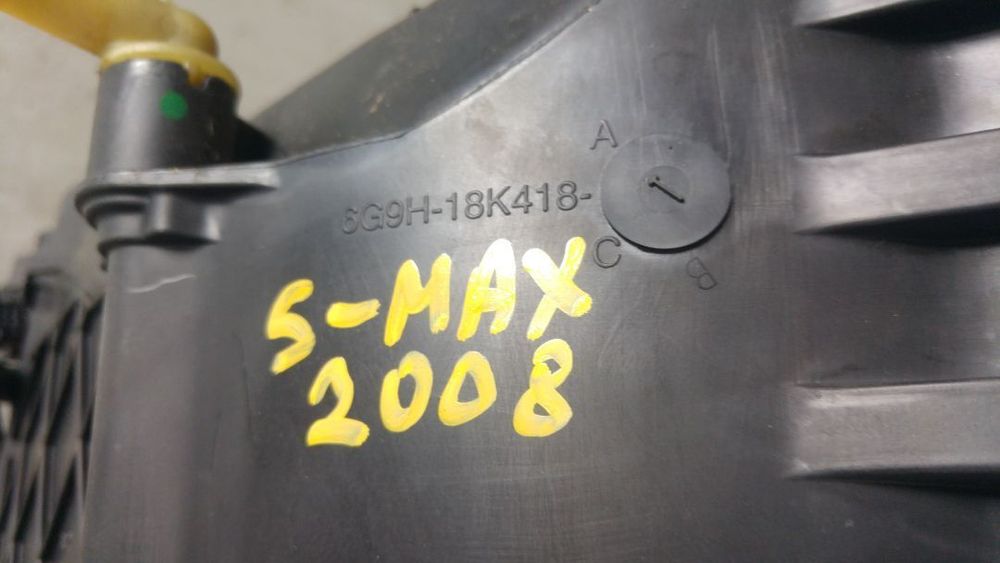 A
6G9H-18K418-
C
B
S-MAX
2008